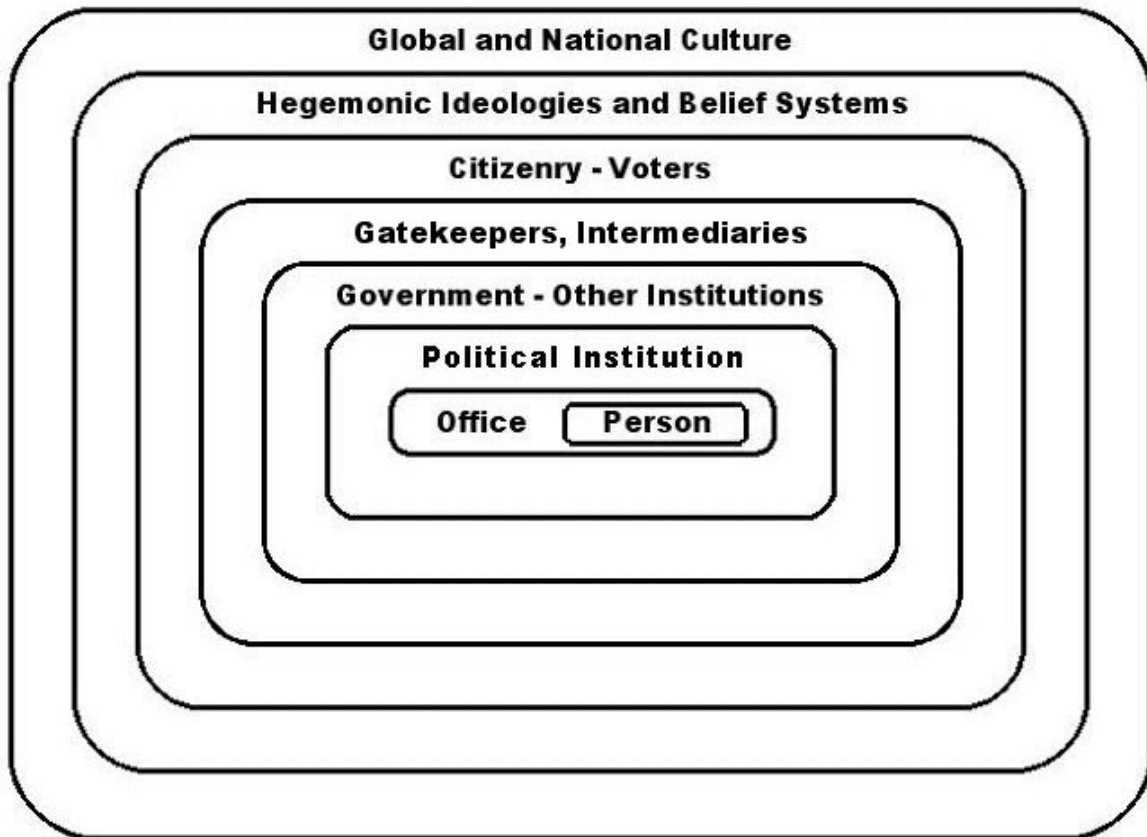 Global and National Culture
Hegemonic Ideologies and Belief Systems
Citizenry - Voters
Gatekeepers, Intermediaries
Government - Other Institutions
Political Institution
Office Person